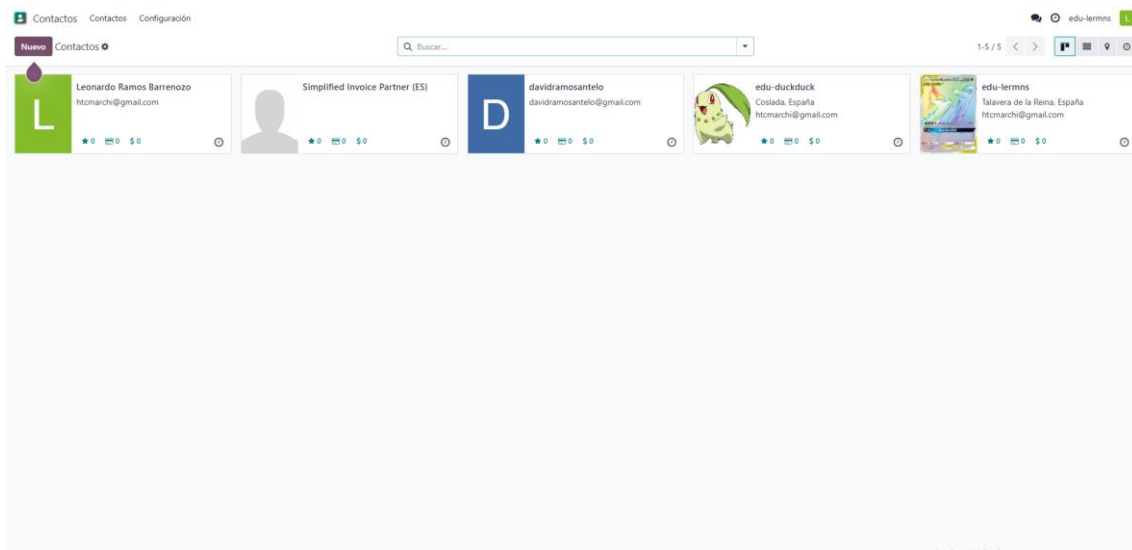 Contactos Contactos Configuración edu-lermns L
Nuevo Contactos Buscar... 1-5 / 5
L
Leonardo Ramos Barrenozo
htcmarchi@gmail.com
0 0 $ 0
Simplified Invoice Partner (ES)
0 0 $ 0
D
davidramosantelo
davidramosantelo@gmail.com
0 0 $ 0
edu-duckduck
Coslada, España
htcmarchi@gmail.com
0 0 $ 0
edu-lermns
Talavera de la Reina, España
htcmarchi@gmail.com
0 0 $ 0